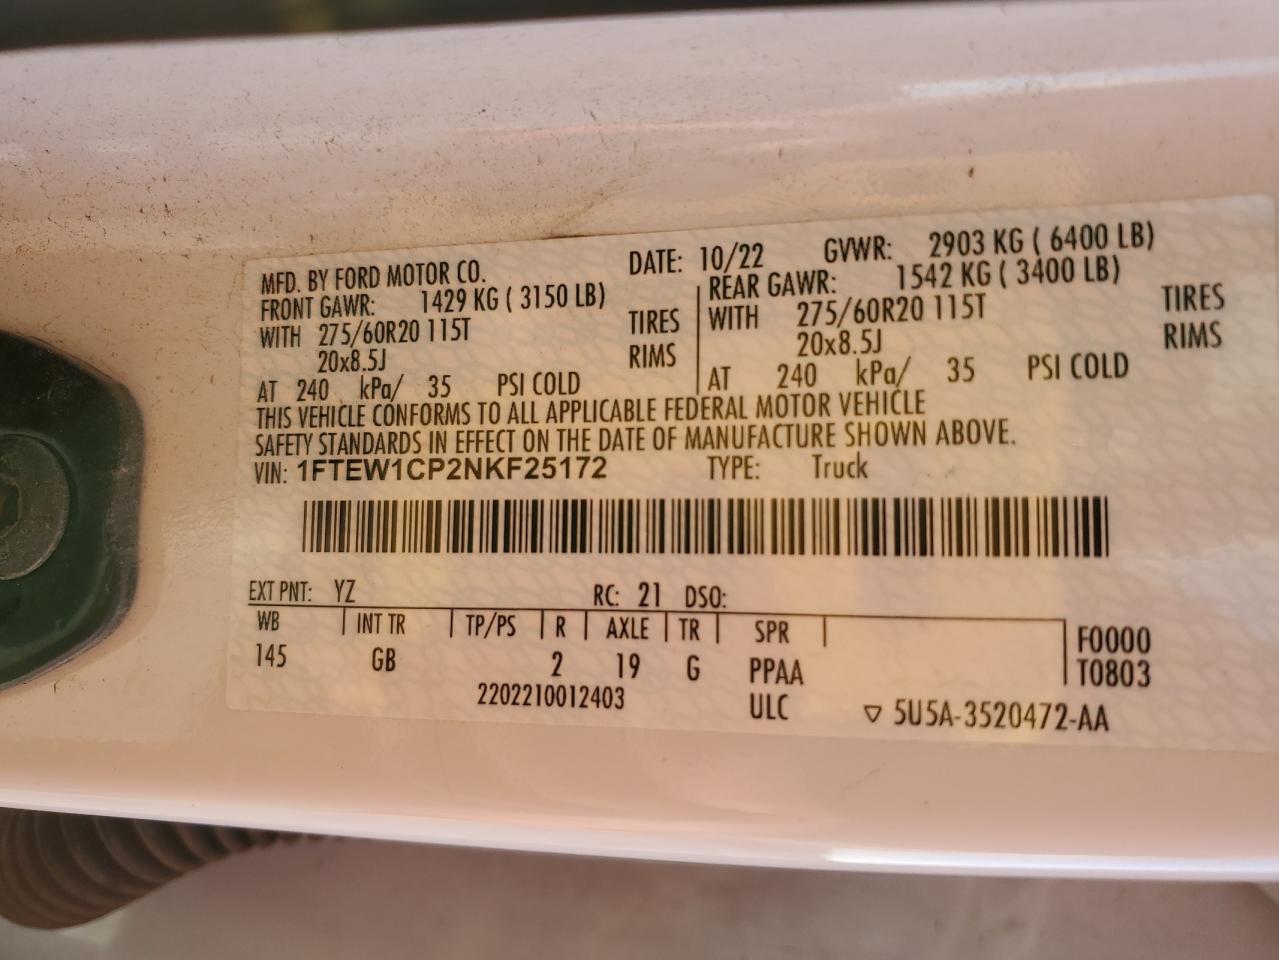 MFD. BY FORD MOTOR CO. DATE: 10/22 GVWR: 2903 KG ( 6400 LB)
FRONT GAWR: 1429 KG ( 3150 LB) REAR GAWR: 1542 KG ( 3400 LB)
WITH 275/60R20 115T TIRES WITH 275/60R20 115T TIRES
20x8.5J RIMS 20x8.5J RIMS
AT 240 kPa/ 35 PSI COLD AT 240 kPa/ 35 PSI COLD
THIS VEHICLE CONFORMS TO ALL APPLICABLE FEDERAL MOTOR VEHICLE
SAFETY STANDARDS IN EFFECT ON THE DATE OF MANUFACTURE SHOWN ABOVE.
VIN: 1FTEW1CP2NKF25172 TYPE: Truck
EXT PNT: YZ RC: 21 DSO:
WB INT TR TP/PS R AXLE TR SPR F0000
145 GB 2 19 G PPAA T0803
2202210012403 ULC ▽ 5U5A-3520472-AA